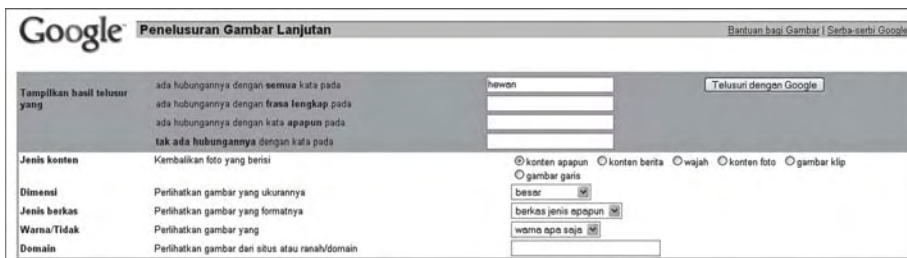 Google Penelusuran Gambar Lanjutan Bantuan bagi Gambar | Serba-serbi Google
Tampilkan hasil telusur yang
ada hubungannya dengan semua kata pada hewan Telusuri dengan Google
ada hubungannya dengan frasa lengkap pada
ada hubungannya dengan kata apapun pada
tak ada hubungannya dengan kata pada
Jenis konten Kembalikan foto yang berisi konten apapun konten berita wajah konten foto gambar klip
gambar garis
Dimensi Perlihatkan gambar yang ukurannya besar
Jenis berkas Perlihatkan gambar yang formatnya berkas jenis apapun
Warna/Tidak Perlihatkan gambar yang warna apa saja
Domain Perlihatkan gambar dari situs atau ranah/domain